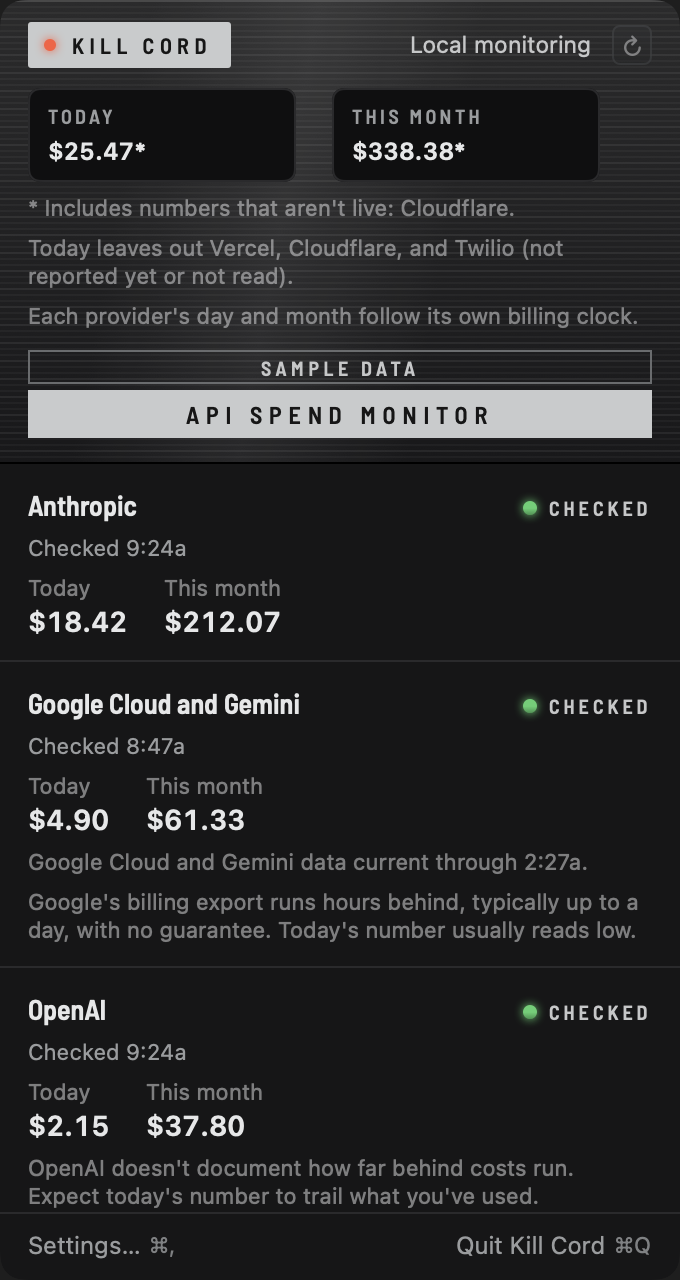 KILL CORD
Local monitoring
TODAY
$25.47*
THIS MONTH
$338.38*
* Includes numbers that aren't live: Cloudflare.
Today leaves out Vercel, Cloudflare, and Twilio (not
reported yet or not read).
Each provider's day and month follow its own billing clock.
SAMPLE DATA
API SPEND MONITOR
Anthropic
CHECKED
Checked 9:24a
Today This month
$18.42 $212.07
Google Cloud and Gemini
CHECKED
Checked 8:47a
Today This month
$4.90 $61.33
Google Cloud and Gemini data current through 2:27a.
Google's billing export runs hours behind, typically up to a
day, with no guarantee. Today's number usually reads low.
OpenAI
CHECKED
Checked 9:24a
Today This month
$2.15 $37.80
OpenAI doesn't document how far behind costs run.
Expect today's number to trail what you've used.
Settings... ⌘,
Quit Kill Cord ⌘Q